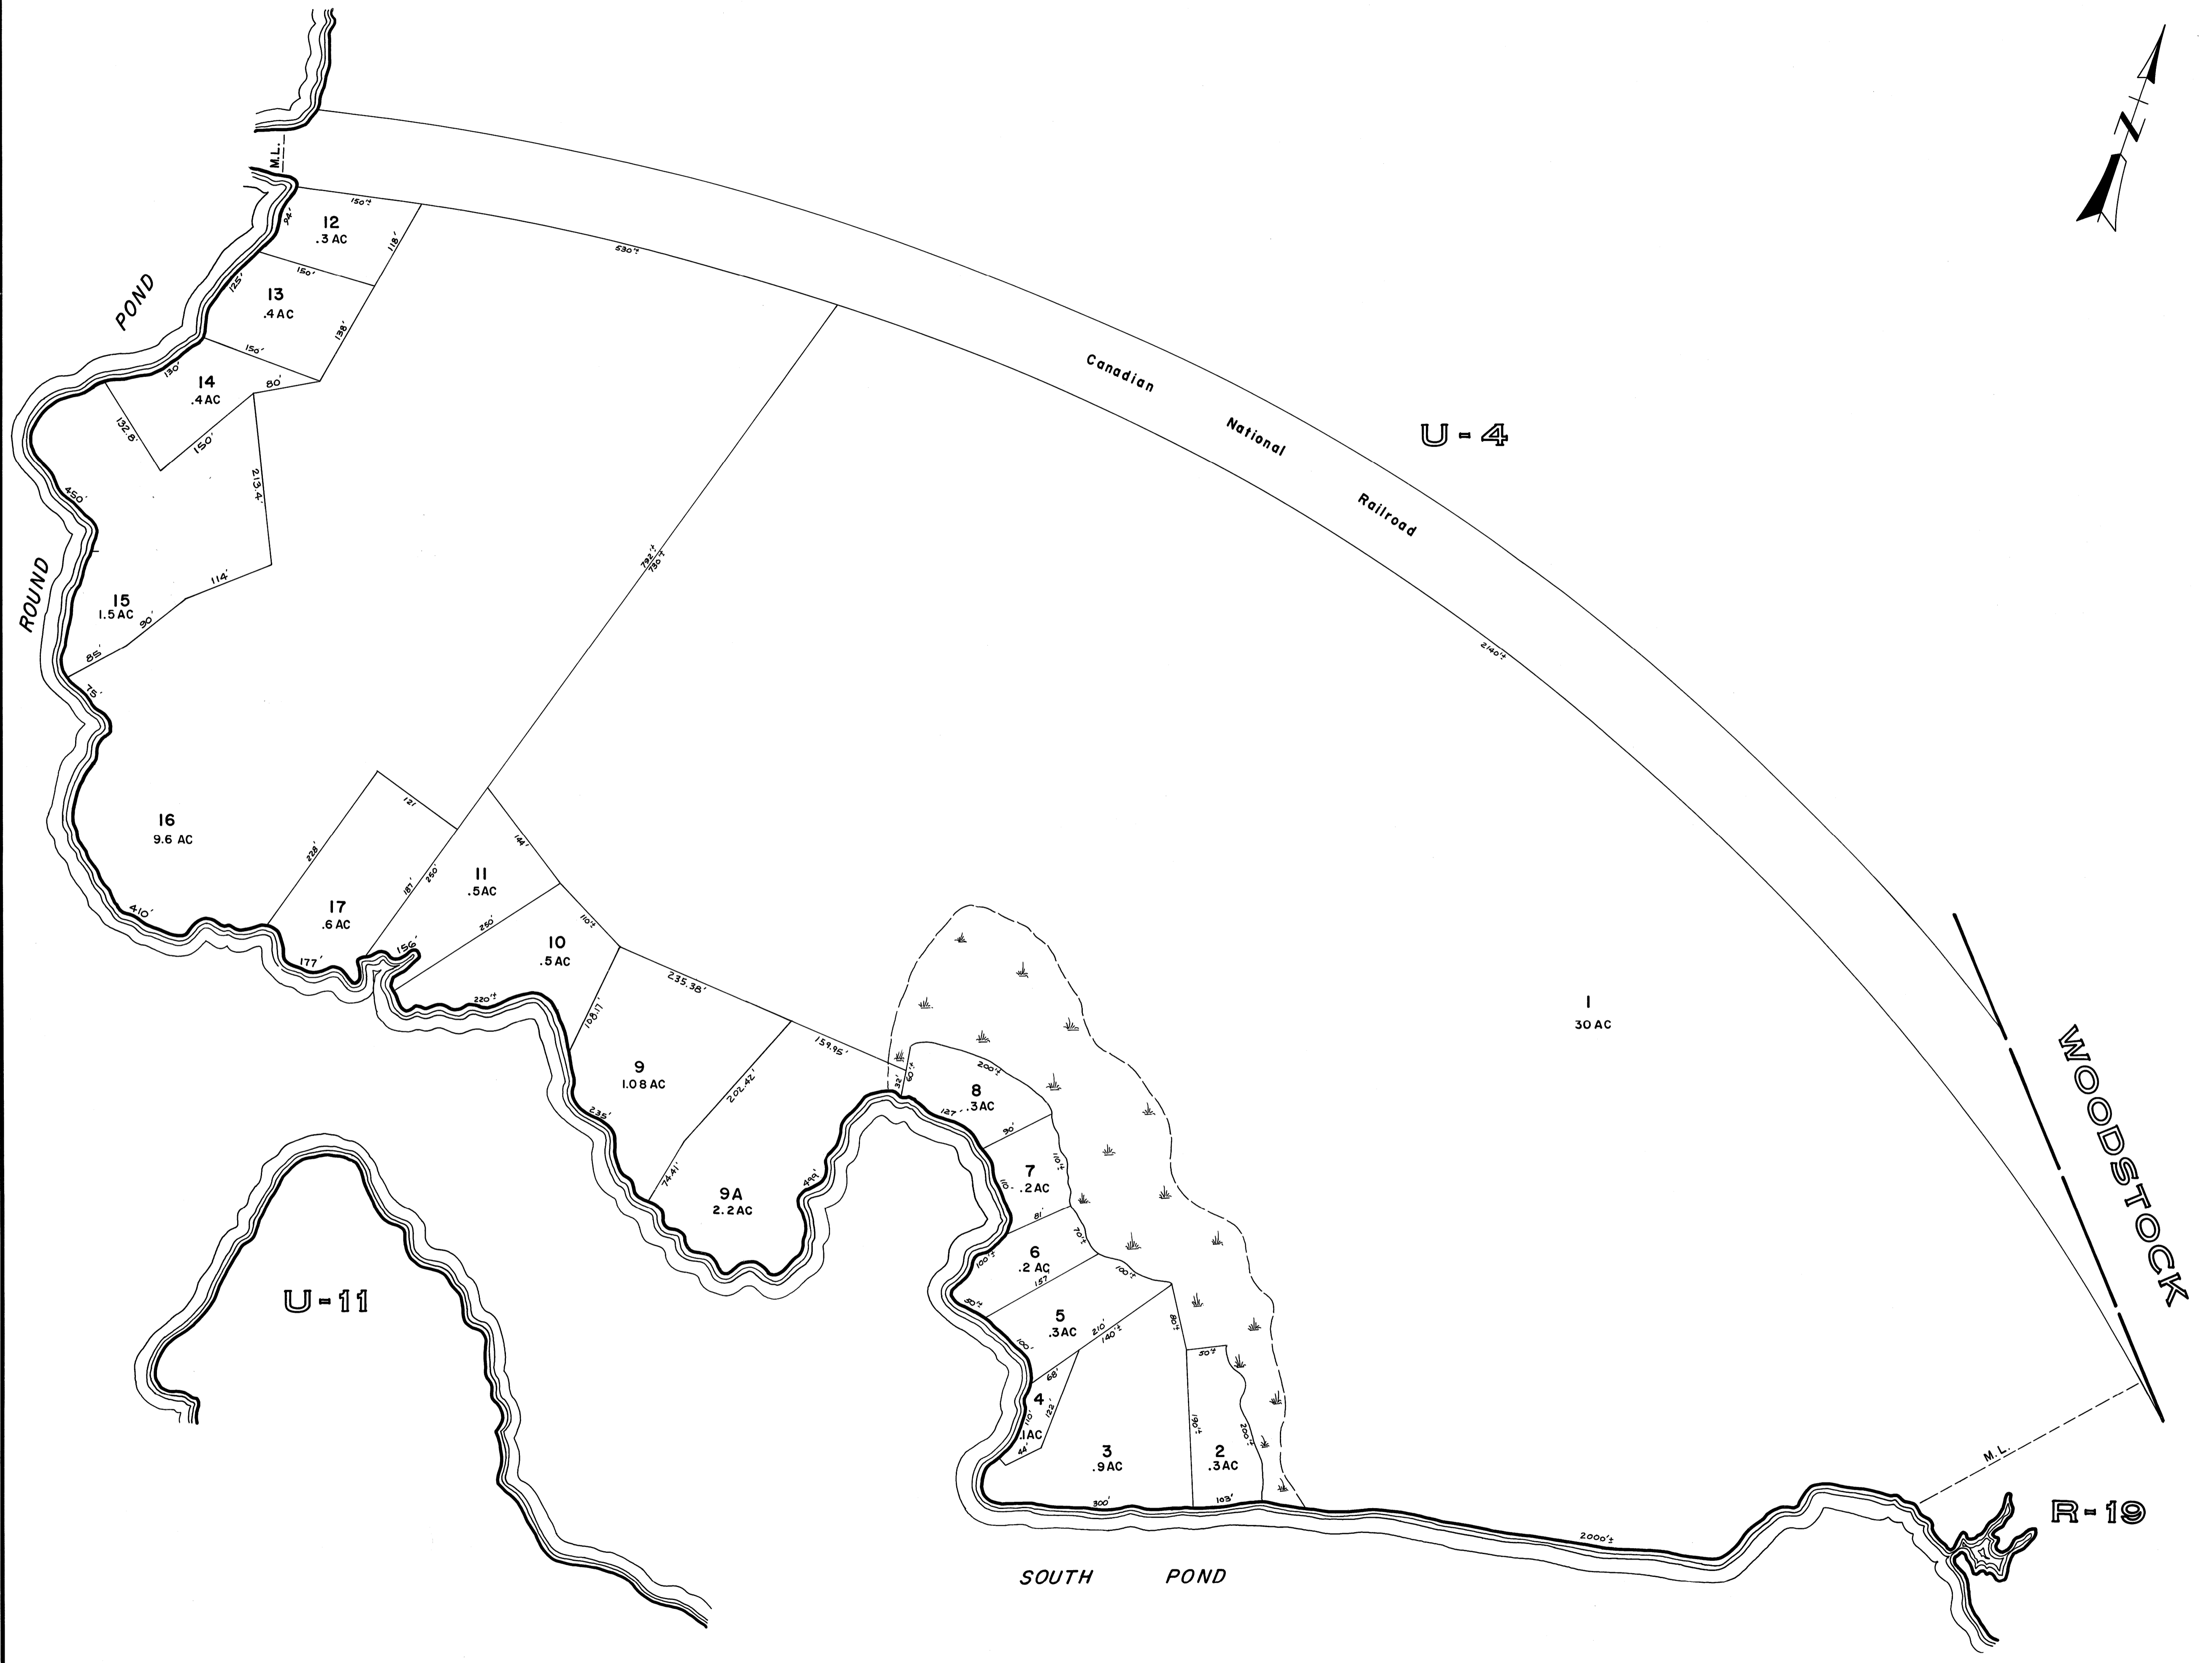 N
M.L.
150'±
94'
12
.3 AC
118'
530'±
150'
125'
13
.4 AC
138'
POND
150'
130'
14
.4 AC
80'
132.8'
150'
213.4'
Canadian
National
Railroad
U-4
450'
ROUND
792'±
730'±
114'
15
1.5 AC
90'
85'
75'
2140'±
16
9.6 AC
121'
228'
144'
187'
250'
11
.5 AC
410'
17
.6 AC
177'
156'
250'
110'±
10
.5 AC
220'±
108.17'
235.38'
159.95'
9
1.08 AC
202.42'
235'
74.41'
9A
2.2 AC
499'
32'
60'±
200'±
8
.3 AC
127'
90'
7
.2 AC
110'
110'±
81'
6
.2 AC
100'±
70'±
157'
100'±
50'±
5
.3 AC
100'
210'
140'±
80'±
50'±
68'
4
.1 AC
110'
122'
44'
3
.9 AC
190'±
2
.3 AC
200'±
300'
103'
1
30 AC
WOODSTOCK
M.L.
R-19
2000'±
U-11
SOUTH POND